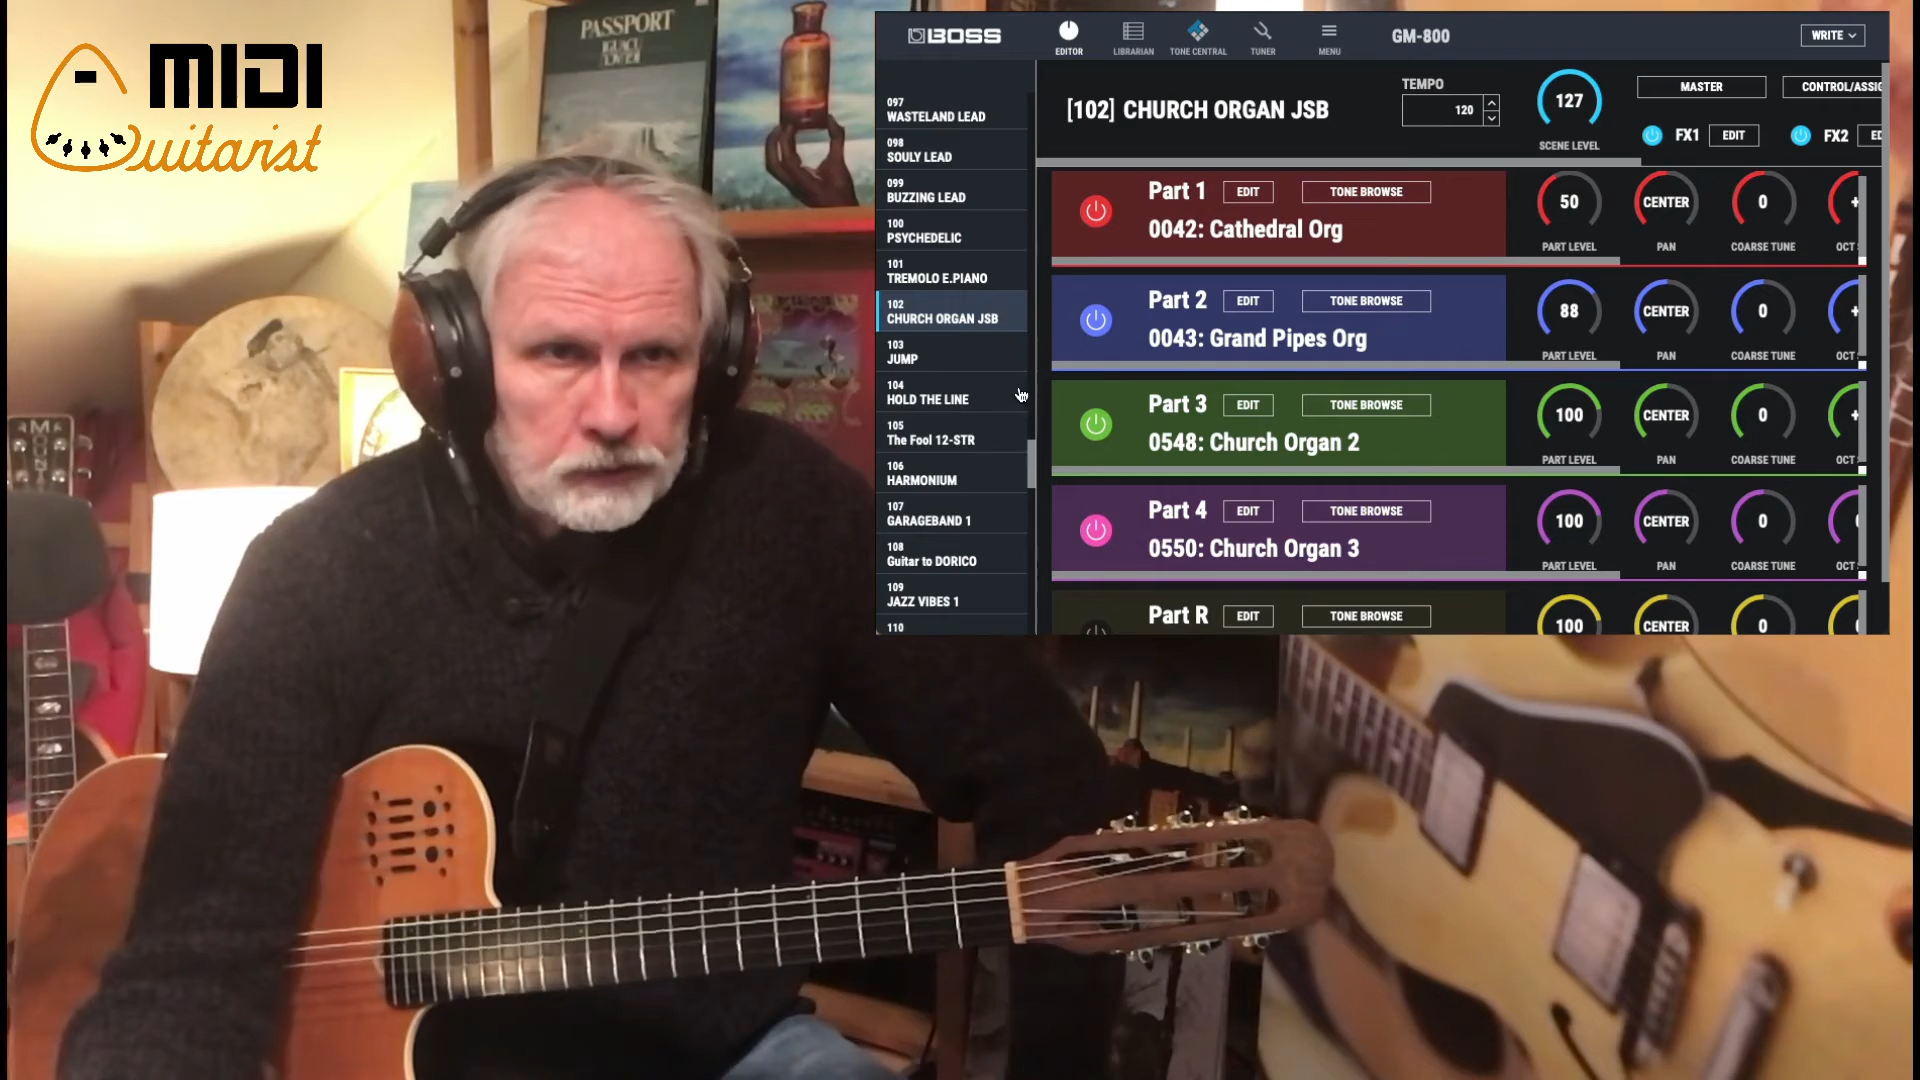 MIDI
Guitarist
PASSPORT
BOSS
EDITOR
LIBRARIAN
TONE CENTRAL
TUNER
MENU
GM-800
WRITE
097
WASTELAND LEAD
098
SOULY LEAD
099
BUZZING LEAD
100
PSYCHEDELIC
101
TREMOLO E.PIANO
102
CHURCH ORGAN JSB
103
JUMP
104
HOLD THE LINE
105
The Fool 12-STR
106
HARMONIUM
107
GARAGEBAND 1
108
Guitar to DORICO
109
JAZZ VIBES 1
110
[102] CHURCH ORGAN JSB
TEMPO
120
127
SCENE LEVEL
MASTER
CONTROL/ASSIG
FX1 EDIT
FX2 ED
Part 1 EDIT TONE BROWSE
0042: Cathedral Org
50 CENTER 0 +
PART LEVEL PAN COARSE TUNE OCT
Part 2 EDIT TONE BROWSE
0043: Grand Pipes Org
88 CENTER 0 +
PART LEVEL PAN COARSE TUNE OCT
Part 3 EDIT TONE BROWSE
0548: Church Organ 2
100 CENTER 0 +
PART LEVEL PAN COARSE TUNE OCT
Part 4 EDIT TONE BROWSE
0550: Church Organ 3
100 CENTER 0
PART LEVEL PAN COARSE TUNE OCT
Part R EDIT TONE BROWSE
100 CENTER 0